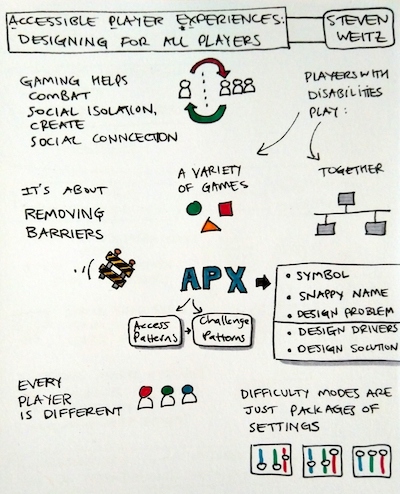 ACCESSIBLE PLAYER EXPERIENCES:
DESIGNING FOR ALL PLAYERS
STEVEN
WEITZ
GAMING HELPS
COMBAT
SOCIAL ISOLATION,
CREATE
SOCIAL CONNCECTION
PLAYERS WITH
DISABILITIES
PLAY:
A VARIETY
OF GAMES
TOGETHER
IT'S ABOUT
REMOVING
BARRIERS
APX
Access
Patterns
Challenge
Patterns
• SYMBOL
• SNAPPY NAME
• DESIGN PROBLEM
• DESIGN DRIVERS
• DESIGN SOLUTION
EVERY
PLAYER
IS DIFFERENT
DIFFICULTY MODES ARE
JUST PACKAGES OF
SETTINGS